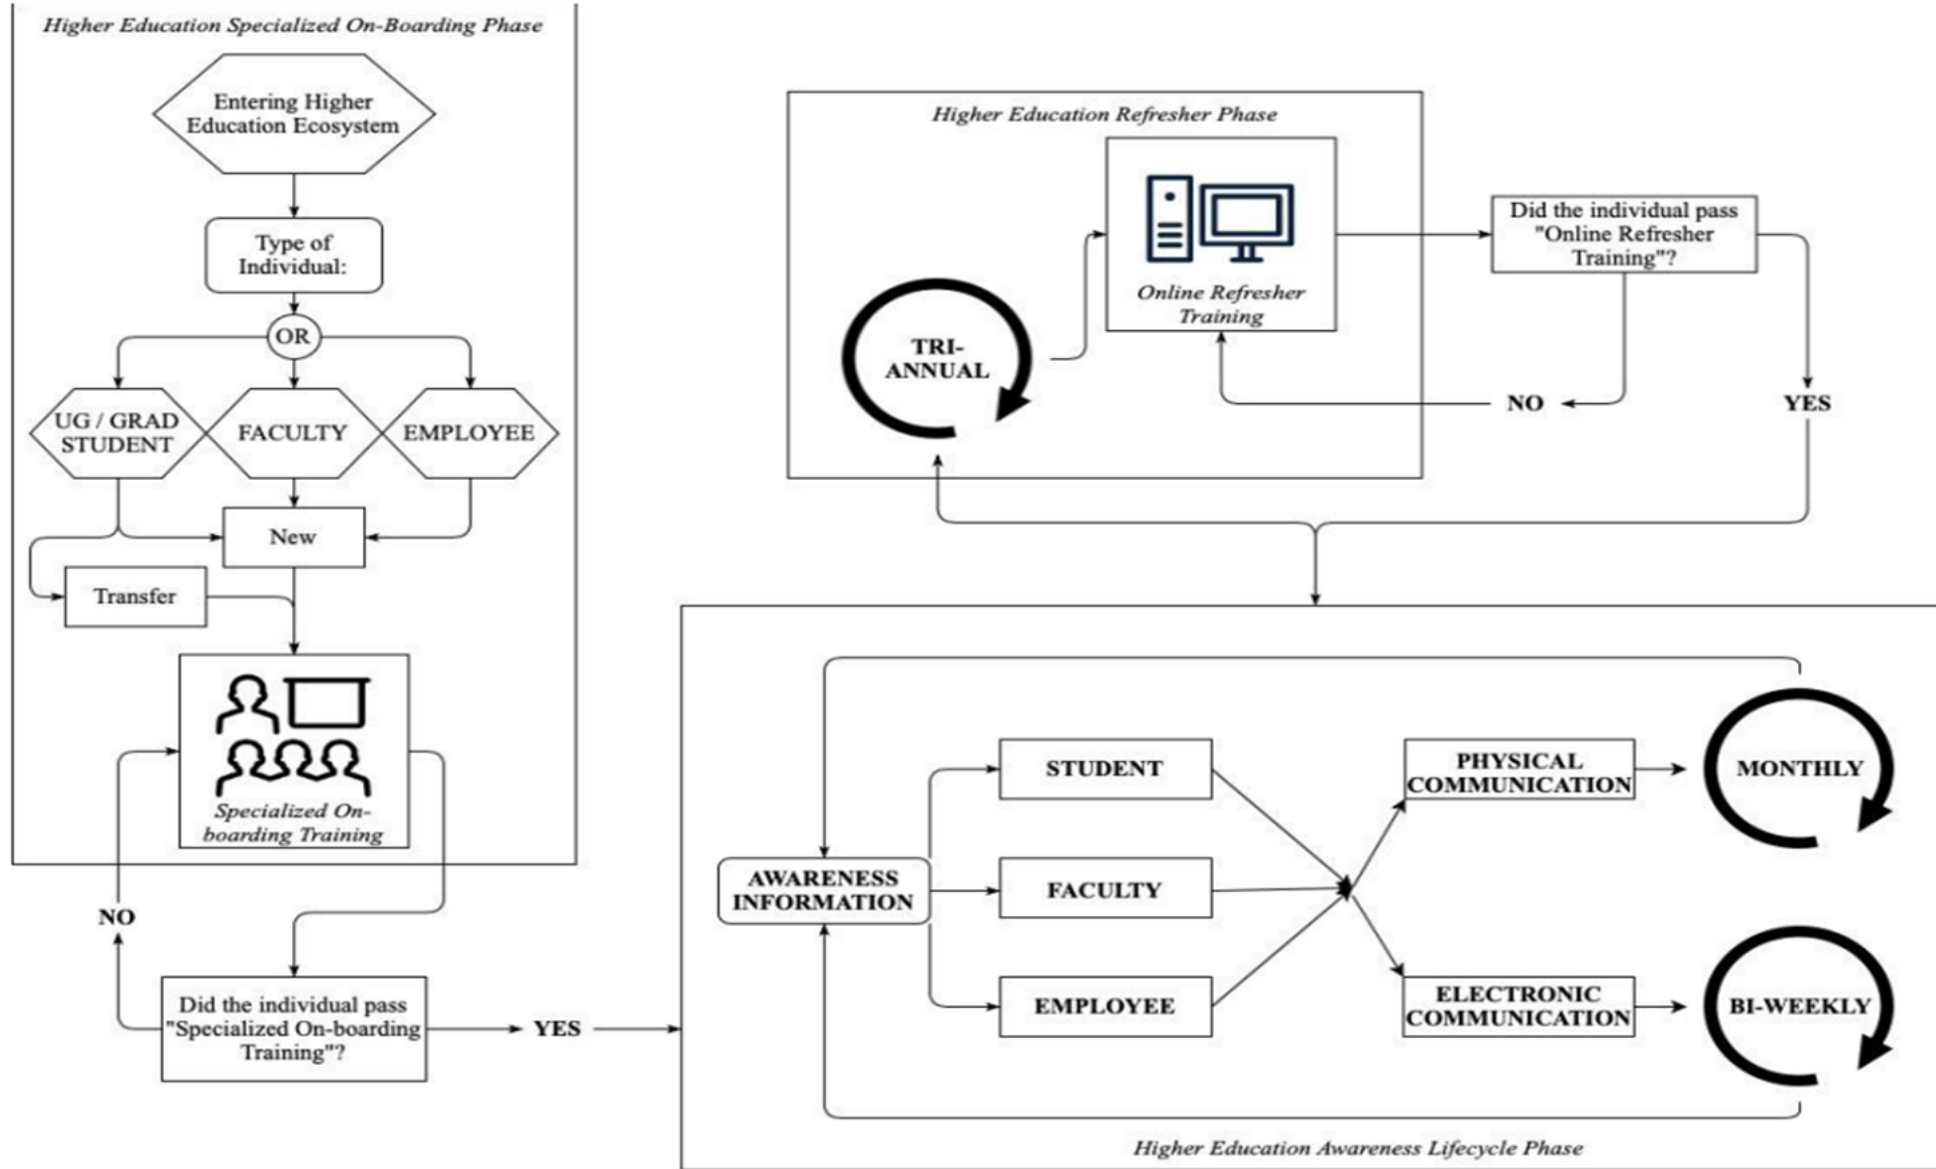 Higher Education Specialized On-Boarding Phase
Entering Higher
Education Ecosystem
Type of
Individual:
OR
UG / GRAD
STUDENT
FACULTY
EMPLOYEE
New
Transfer
Specialized On-
boarding Training
NO
Did the individual pass
"Specialized On-boarding
Training"?
YES
Higher Education Refresher Phase
TRI-
ANNUAL
Online Refresher
Training
Did the individual pass
"Online Refresher
Training"?
NO
YES
AWARENESS
INFORMATION
STUDENT
FACULTY
EMPLOYEE
PHYSICAL
COMMUNICATION
MONTHLY
ELECTRONIC
COMMUNICATION
BI-WEEKLY
Higher Education Awareness Lifecycle Phase